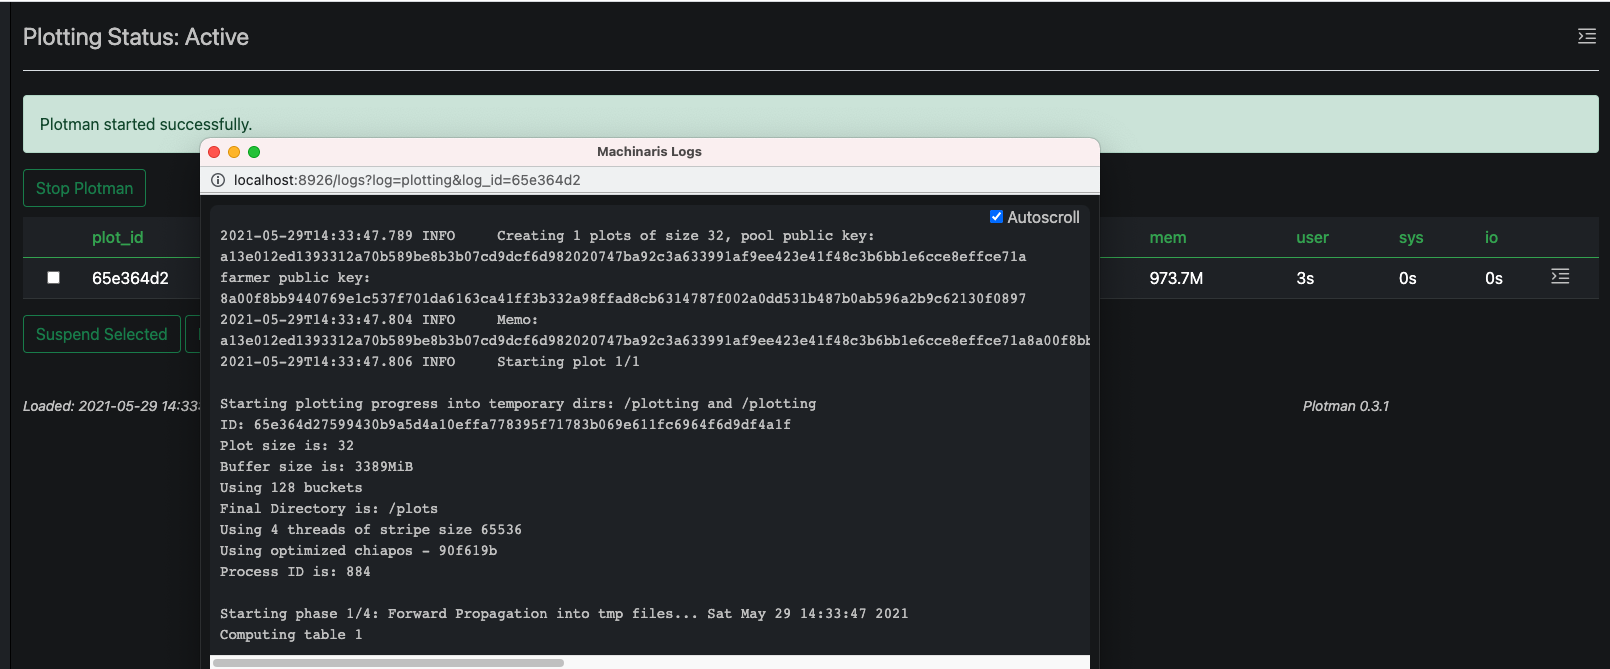 Plotting Status: Active
Plotman started successfully.
Machinaris Logs
localhost:8926/logs?log=plotting&log_id=65e364d2
Stop Plotman
Autoscroll
plot_id mem user sys io
65e364d2 973.7M 3s 0s 0s
Suspend Selected
2021-05-29T14:33:47.789 INFO Creating 1 plots of size 32, pool public key:
a13e012ed1393312a70b589be8b3b07cd9dcf6d982020747ba92c3a633991af9ee423e41f48c3b6bb1e6cce8effce71a
farmer public key:
8a00f8bb9440769e1c537f701da6163ca41ff3b332a98ffad8cb6314787f002a0dd531b487b0ab596a2b9c62130f0897
2021-05-29T14:33:47.804 INFO Memo:
a13e012ed1393312a70b589be8b3b07cd9dcf6d982020747ba92c3a633991af9ee423e41f48c3b6bb1e6cce8effce71a8a00f8bb
2021-05-29T14:33:47.806 INFO Starting plot 1/1
Starting plotting progress into temporary dirs: /plotting and /plotting
ID: 65e364d27599430b9a5d4a10effa778395f71783b069e611fc6964f6d9df4a1f
Plot size is: 32
Buffer size is: 3389MiB
Using 128 buckets
Final Directory is: /plots
Using 4 threads of stripe size 65536
Using optimized chiapos - 90f619b
Process ID is: 884
Starting phase 1/4: Forward Propagation into tmp files... Sat May 29 14:33:47 2021
Computing table 1
Loaded: 2021-05-29 14:33:
Plotman 0.3.1